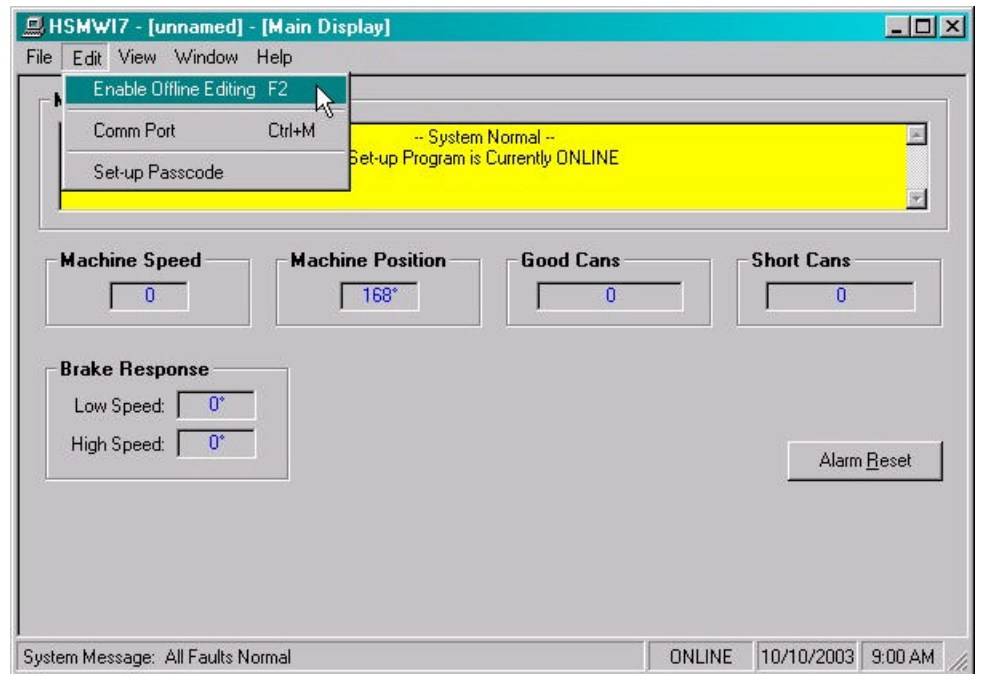 HSMWI7 - [unnamed] - [Main Display]
File Edit View Window Help
Enable Offline Editing F2
Comm Port Ctrl+M
Set-up Passcode
-- System Normal --
Set-up Program is Currently ONLINE
Machine Speed
0
Machine Position
168°
Good Cans
0
Short Cans
0
Brake Response
Low Speed: 0°
High Speed: 0°
Alarm Reset
System Message: All Faults Normal ONLINE 10/10/2003 9:00 AM